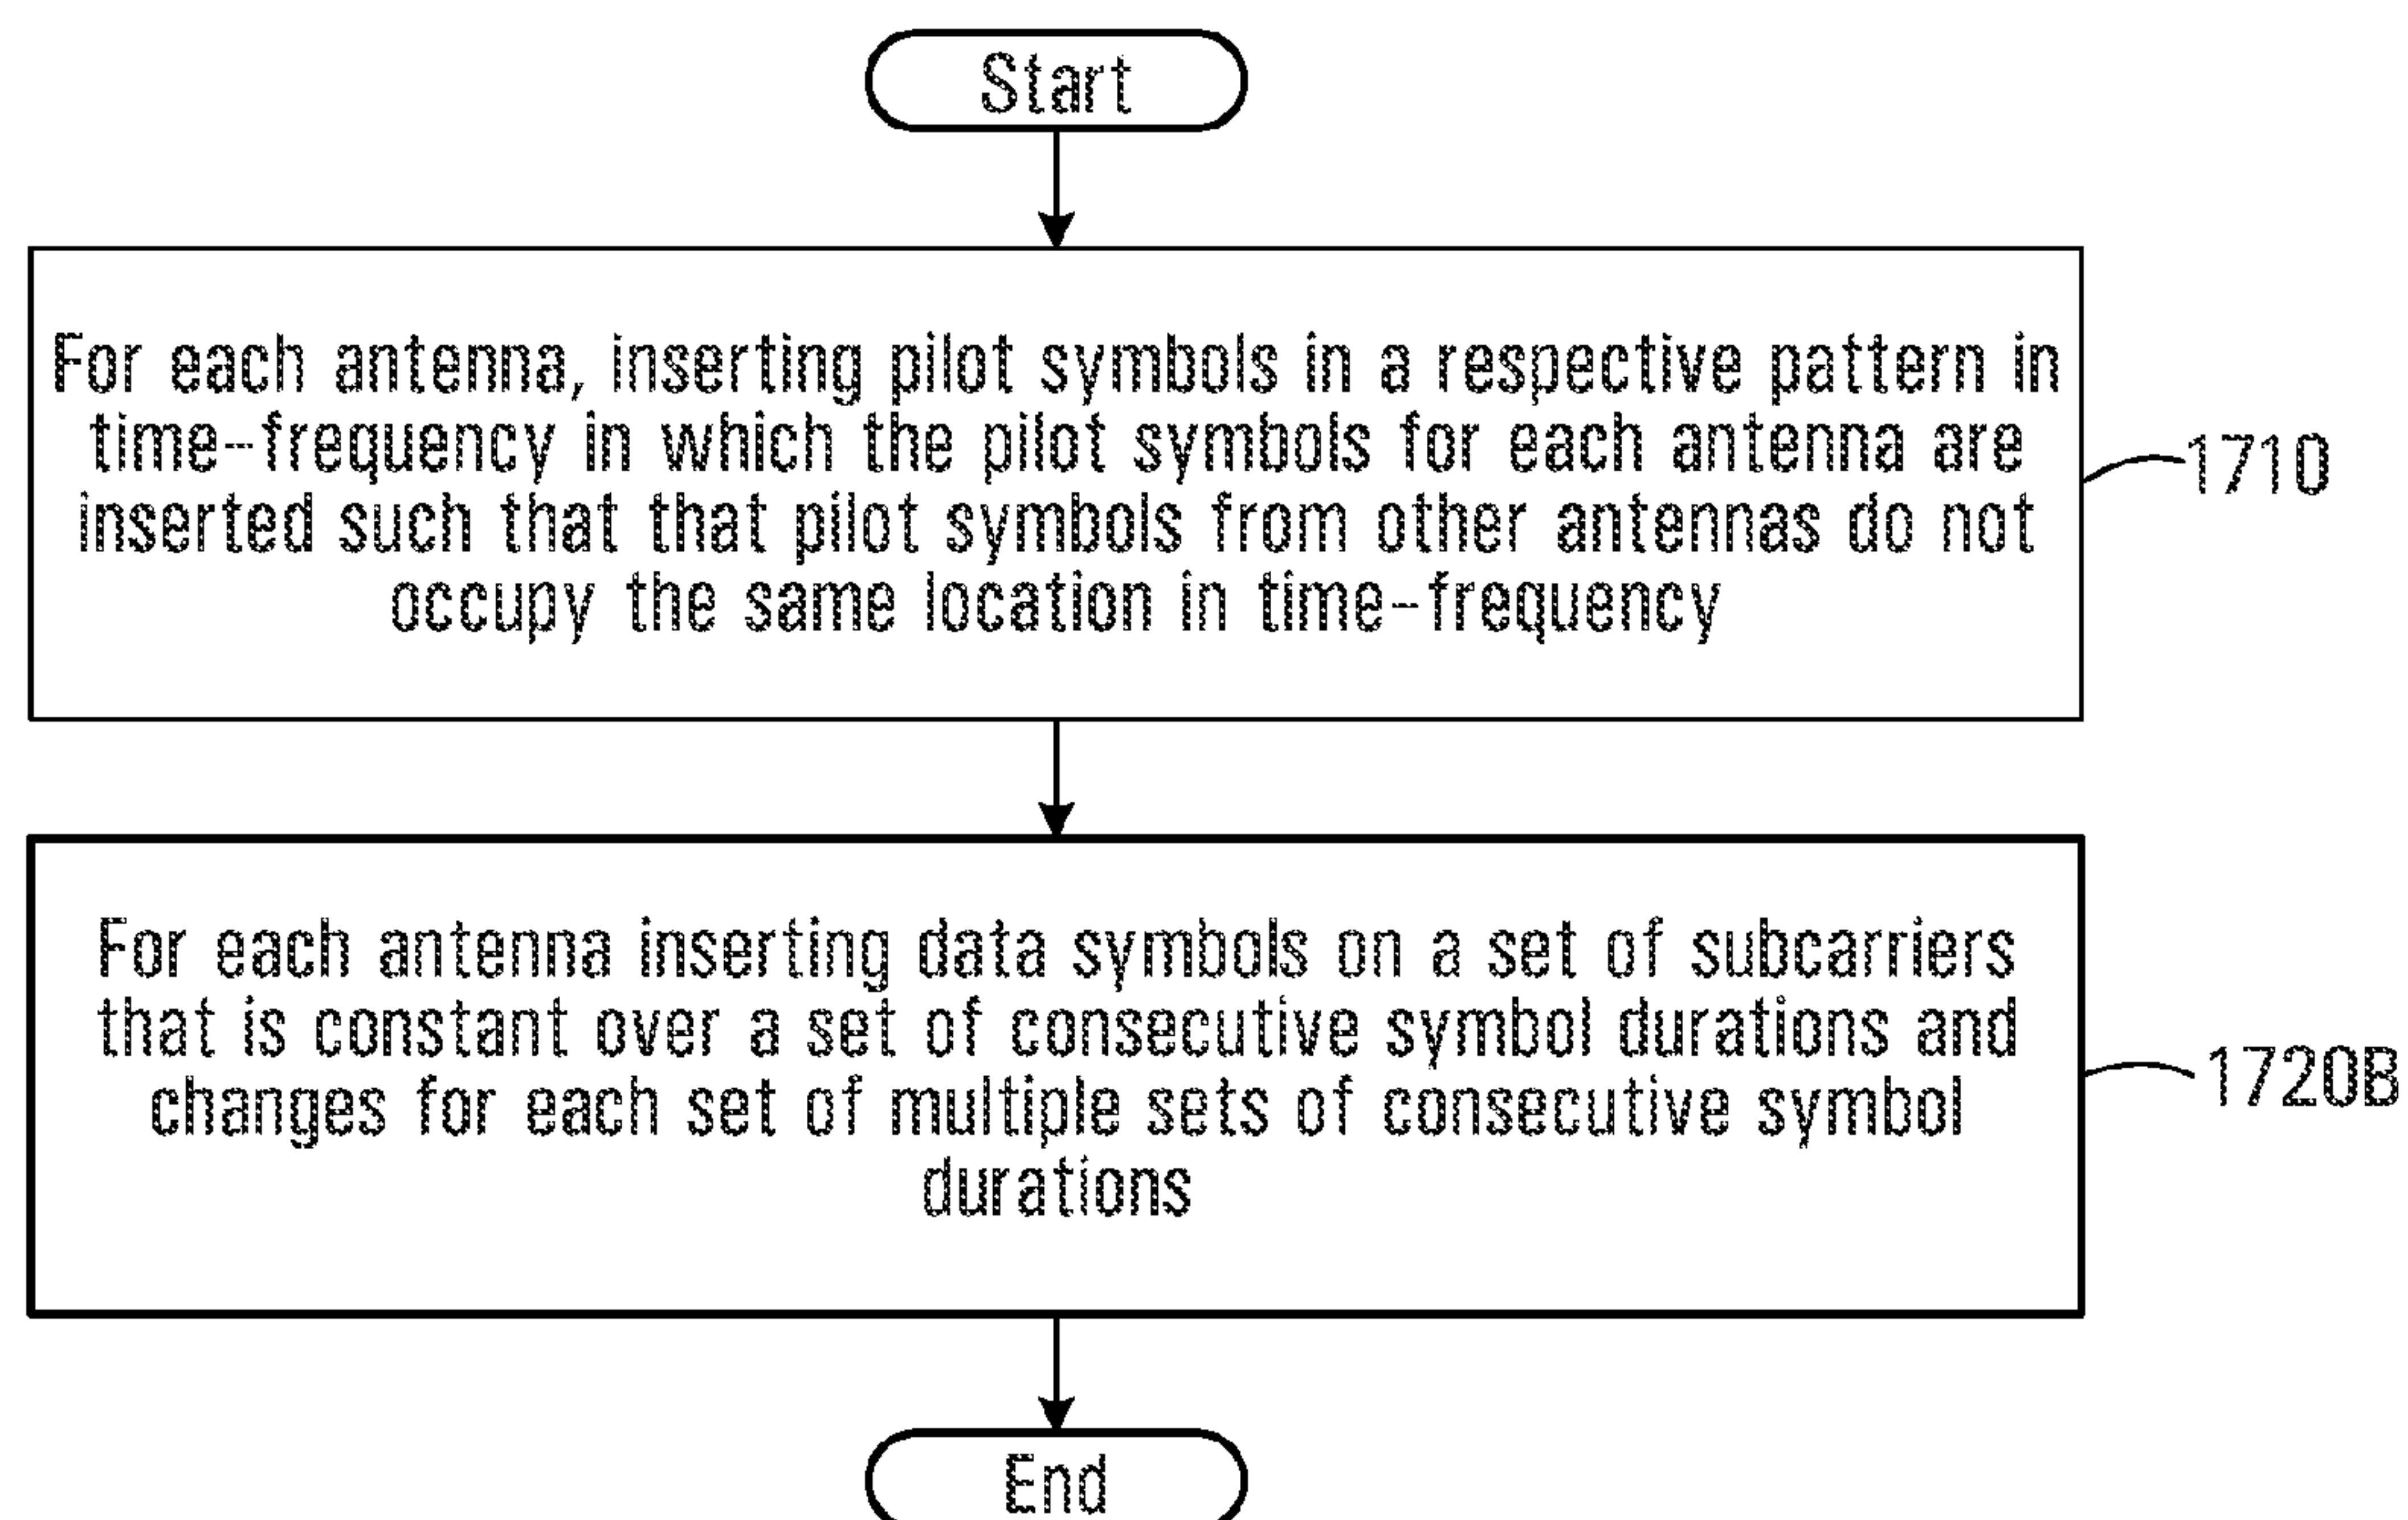 Start
For each antenna, inserting pilot symbols in a respective pattern in
time-frequency in which the pilot symbols for each antenna are
inserted such that that pilot symbols from other antennas do not
occupy the same location in time-frequency
1710
For each antenna inserting data symbols on a set of subcarriers
that is constant over a set of consecutive symbol durations and
changes for each set of multiple sets of consecutive symbol
durations
1720B
End